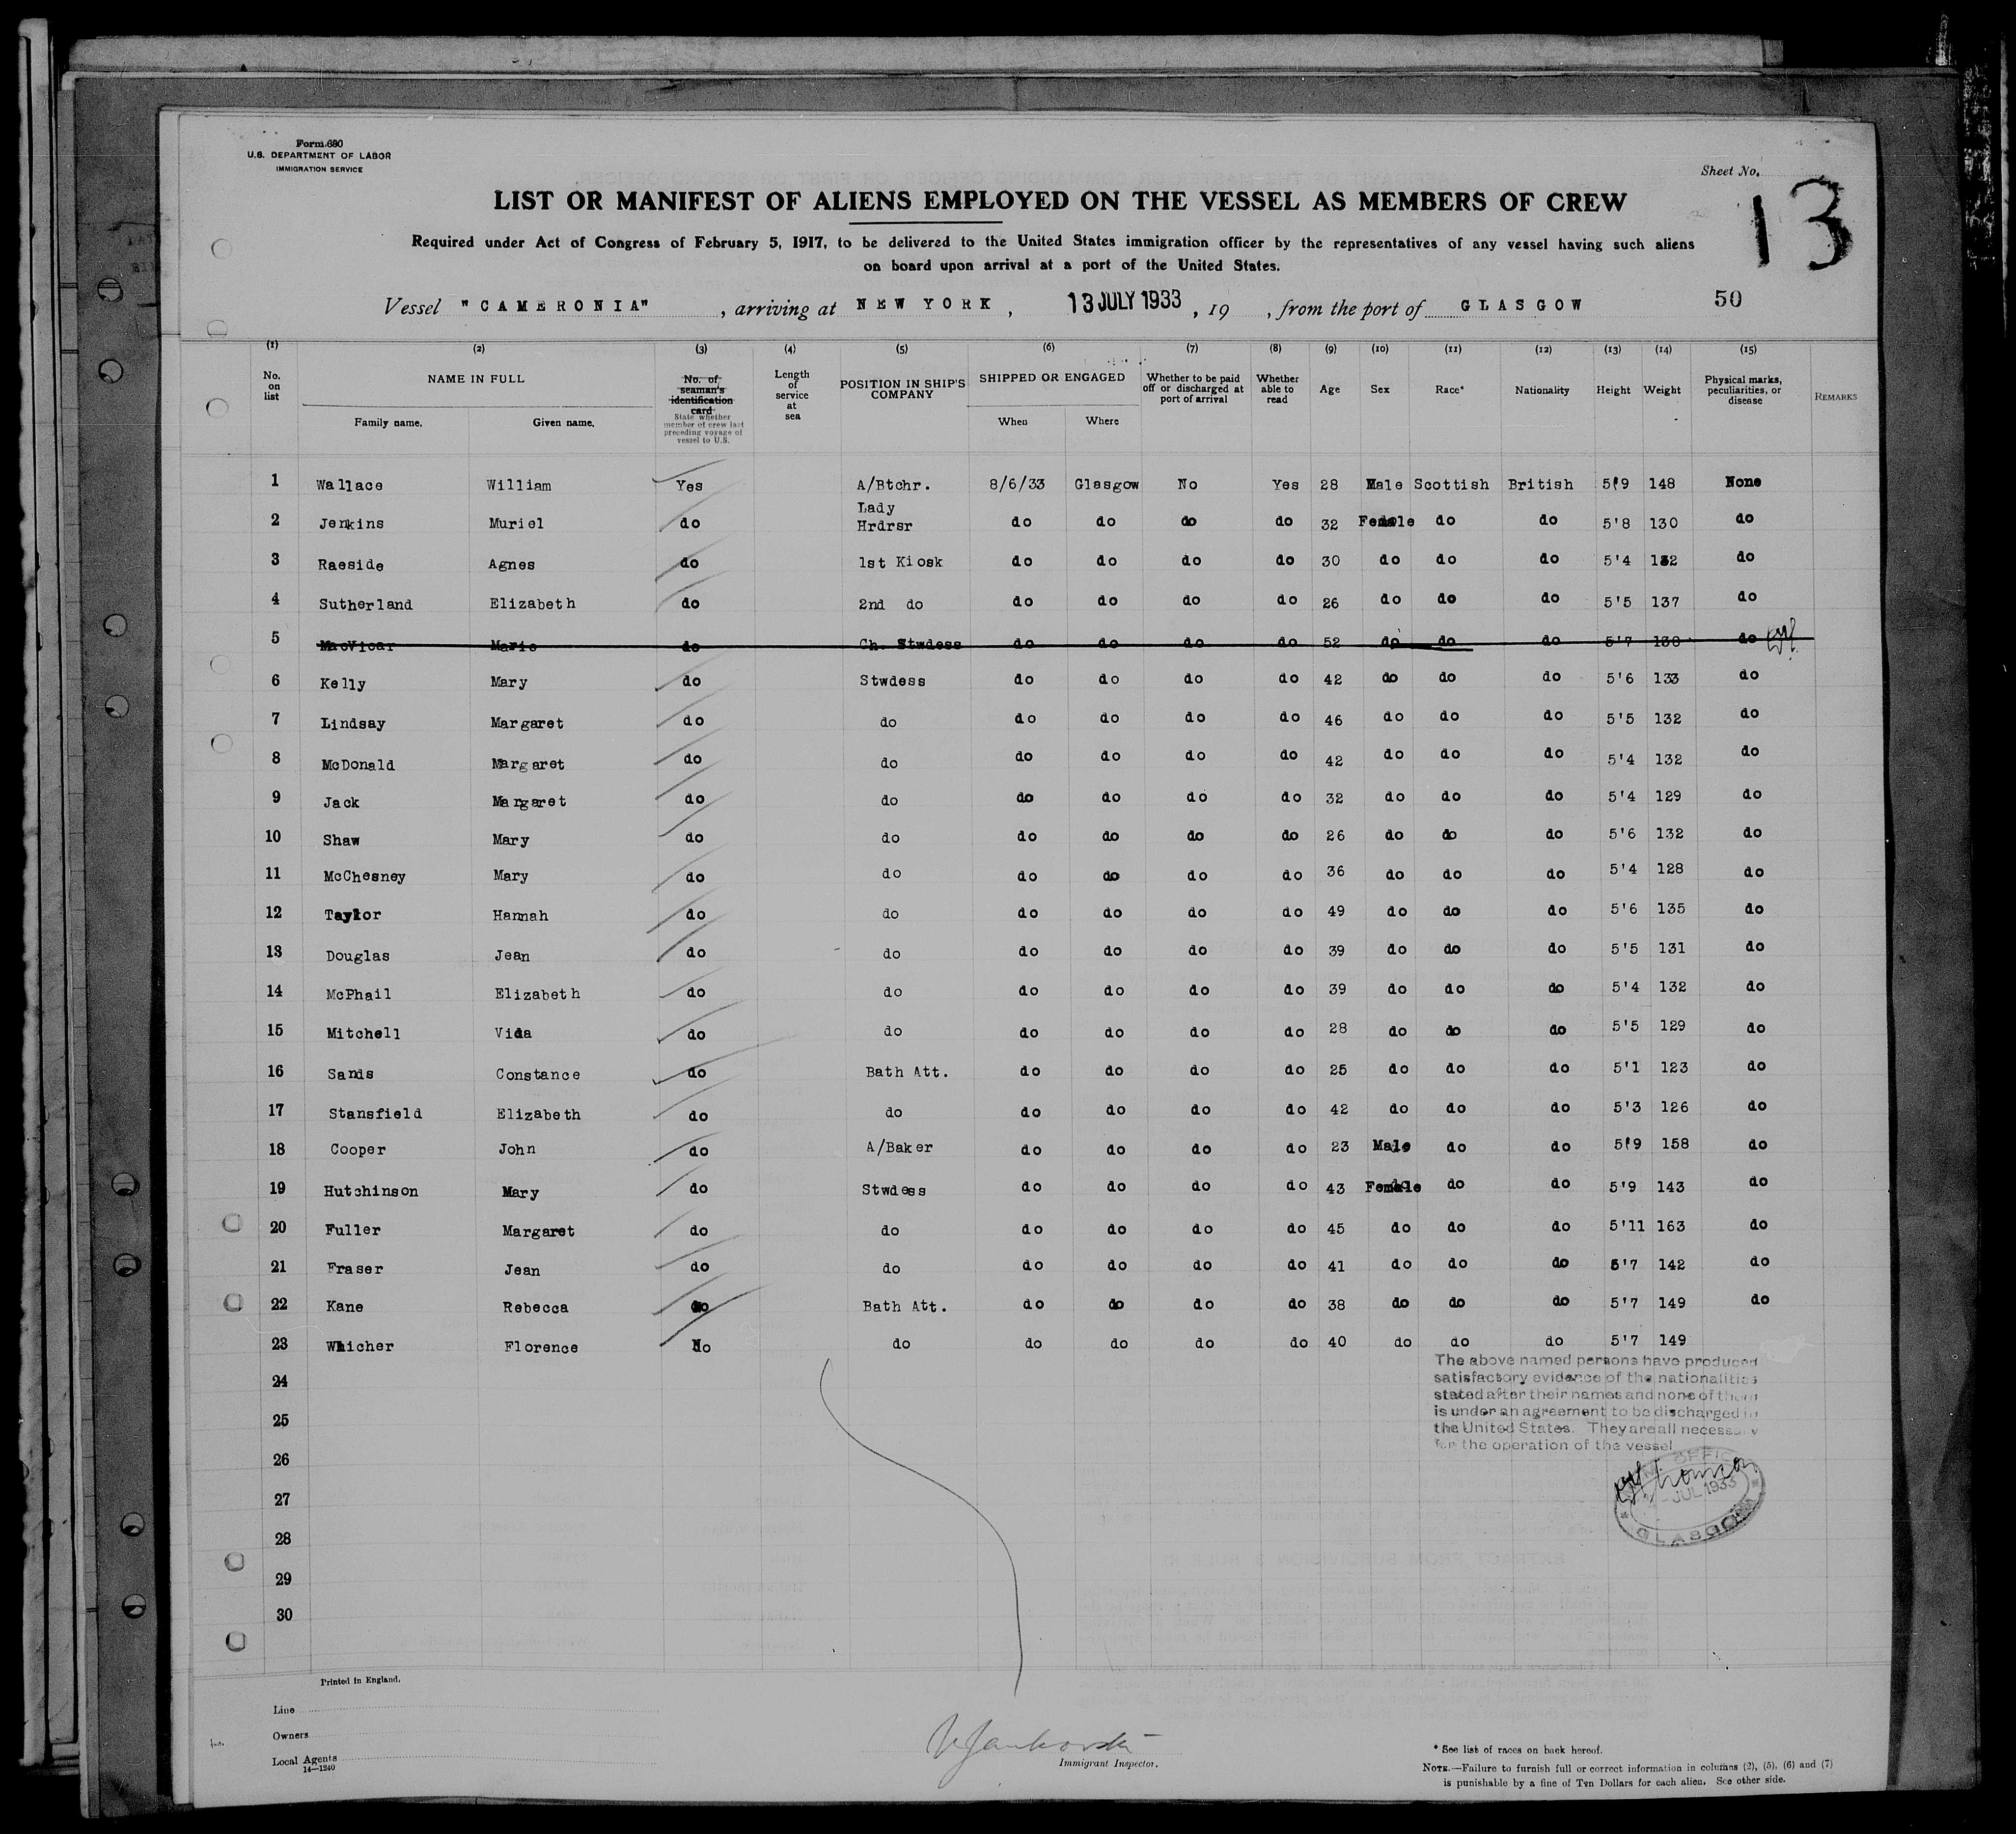 Form 680
U.S. DEPARTMENT OF LABOR
IMMIGRATION SERVICE
Sheet No.
13
LIST OR MANIFEST OF ALIENS EMPLOYED ON THE VESSEL AS MEMBERS OF CREW
Required under Act of Congress of February 5, 1917, to be delivered to the United States immigration officer by the representatives of any vessel having such aliens
on board upon arrival at a port of the United States.
Vessel "CAMERONIA", arriving at NEW YORK, 13 JULY 1933, 19 , from the port of GLASGOW 50
(1) (2) (3) (4) (5) (6) (7) (8) (9) (10) (11) (12) (13) (14) (15)
No. on list NAME IN FULL Family name. Given name. No. of seaman's identification card State whether member of crew last preceding voyage of vessel to U.S. Length of service at sea POSITION IN SHIP'S COMPANY SHIPPED OR ENGAGED When Where Whether to be paid off or discharged at port of arrival Whether able to read Age Sex Race* Nationality Height Weight Physical marks, peculiarities, or disease REMARKS
1 Wallace William Yes A/Btchr. 8/6/33 Glasgow No Yes 28 Male Scottish British 5'9 148 None
2 Jenkins Muriel do Lady Hrdrsr do do do do 32 Female do do 5'8 130 do
3 Raeside Agnes do 1st Kiosk do do do do 30 do do do 5'4 132 do
4 Sutherland Elizabeth do 2nd do do do do do 26 do do do 5'5 137 do
5 MacVicar Marie do Ch. Stwdess do do do do 52 do do do 5'7 138 do
6 Kelly Mary do Stwdess do do do do 42 do do do 5'6 133 do
7 Lindsay Margaret do do do do do do 46 do do do 5'5 132 do
8 McDonald Margaret do do do do do do 42 do do do 5'4 132 do
9 Jack Margaret do do do do do do 32 do do do 5'4 129 do
10 Shaw Mary do do do do do do 26 do do do 5'6 132 do
11 McChesney Mary do do do do do do 36 do do do 5'4 128 do
12 Taylor Hannah do do do do do do 49 do do do 5'6 135 do
13 Douglas Jean do do do do do do 39 do do do 5'5 131 do
14 McPhail Elizabeth do do do do do do 39 do do do 5'4 132 do
15 Mitchell Vida do do do do do do 28 do do do 5'5 129 do
16 Sands Constance do Bath Att. do do do do 25 do do do 5'1 123 do
17 Stansfield Elizabeth do do do do do do 42 do do do 5'3 126 do
18 Cooper John do A/Baker do do do do 23 Male do do 5'9 158 do
19 Hutchinson Mary do Stwdess do do do do 43 Female do do 5'9 143 do
20 Fuller Margaret do do do do do do 45 do do do 5'11 163 do
21 Fraser Jean do do do do do do 41 do do do 5'7 142 do
22 Kane Rebecca do Bath Att. do do do do 38 do do do 5'7 149 do
23 Whicher Florence No do do do do do 40 do do do 5'7 149
24
25
26
27
28
29
30
The above named persons have produced
satisfactory evidence of the nationalities
stated after their names and none of them
is under an agreement to be discharged in
the United States. They are all necessary
for the operation of the vessel
JUL 1933
GLASGOW
Printed in England.
Line
Owners
Local Agents
14—1240
Immigrant Inspector.
* See list of races on back hereof.
NOTE.—Failure to furnish full or correct information in columns (2), (5), (6) and (7)
is punishable by a fine of Ten Dollars for each alien. See other side.